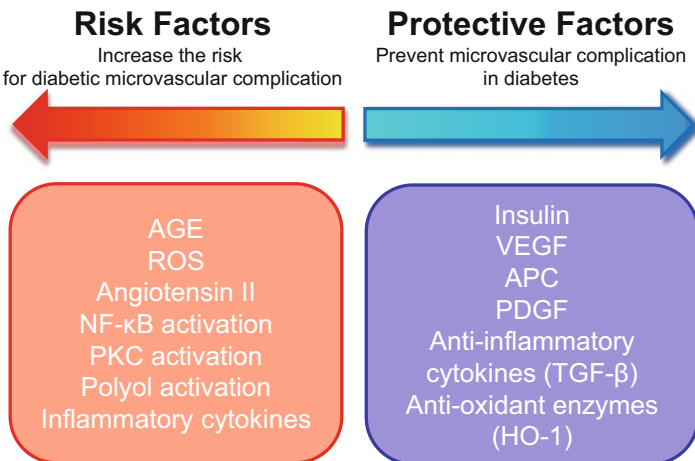 Risk Factors
Increase the risk
for diabetic microvascular complication
AGE
ROS
Angiotensin II
NF-κB activation
PKC activation
Polyol activation
Inflammatory cytokines
Protective Factors
Prevent microvascular complication
in diabetes
Insulin
VEGF
APC
PDGF
Anti-inflammatory
cytokines (TGF-β)
Anti-oxidant enzymes
(HO-1)